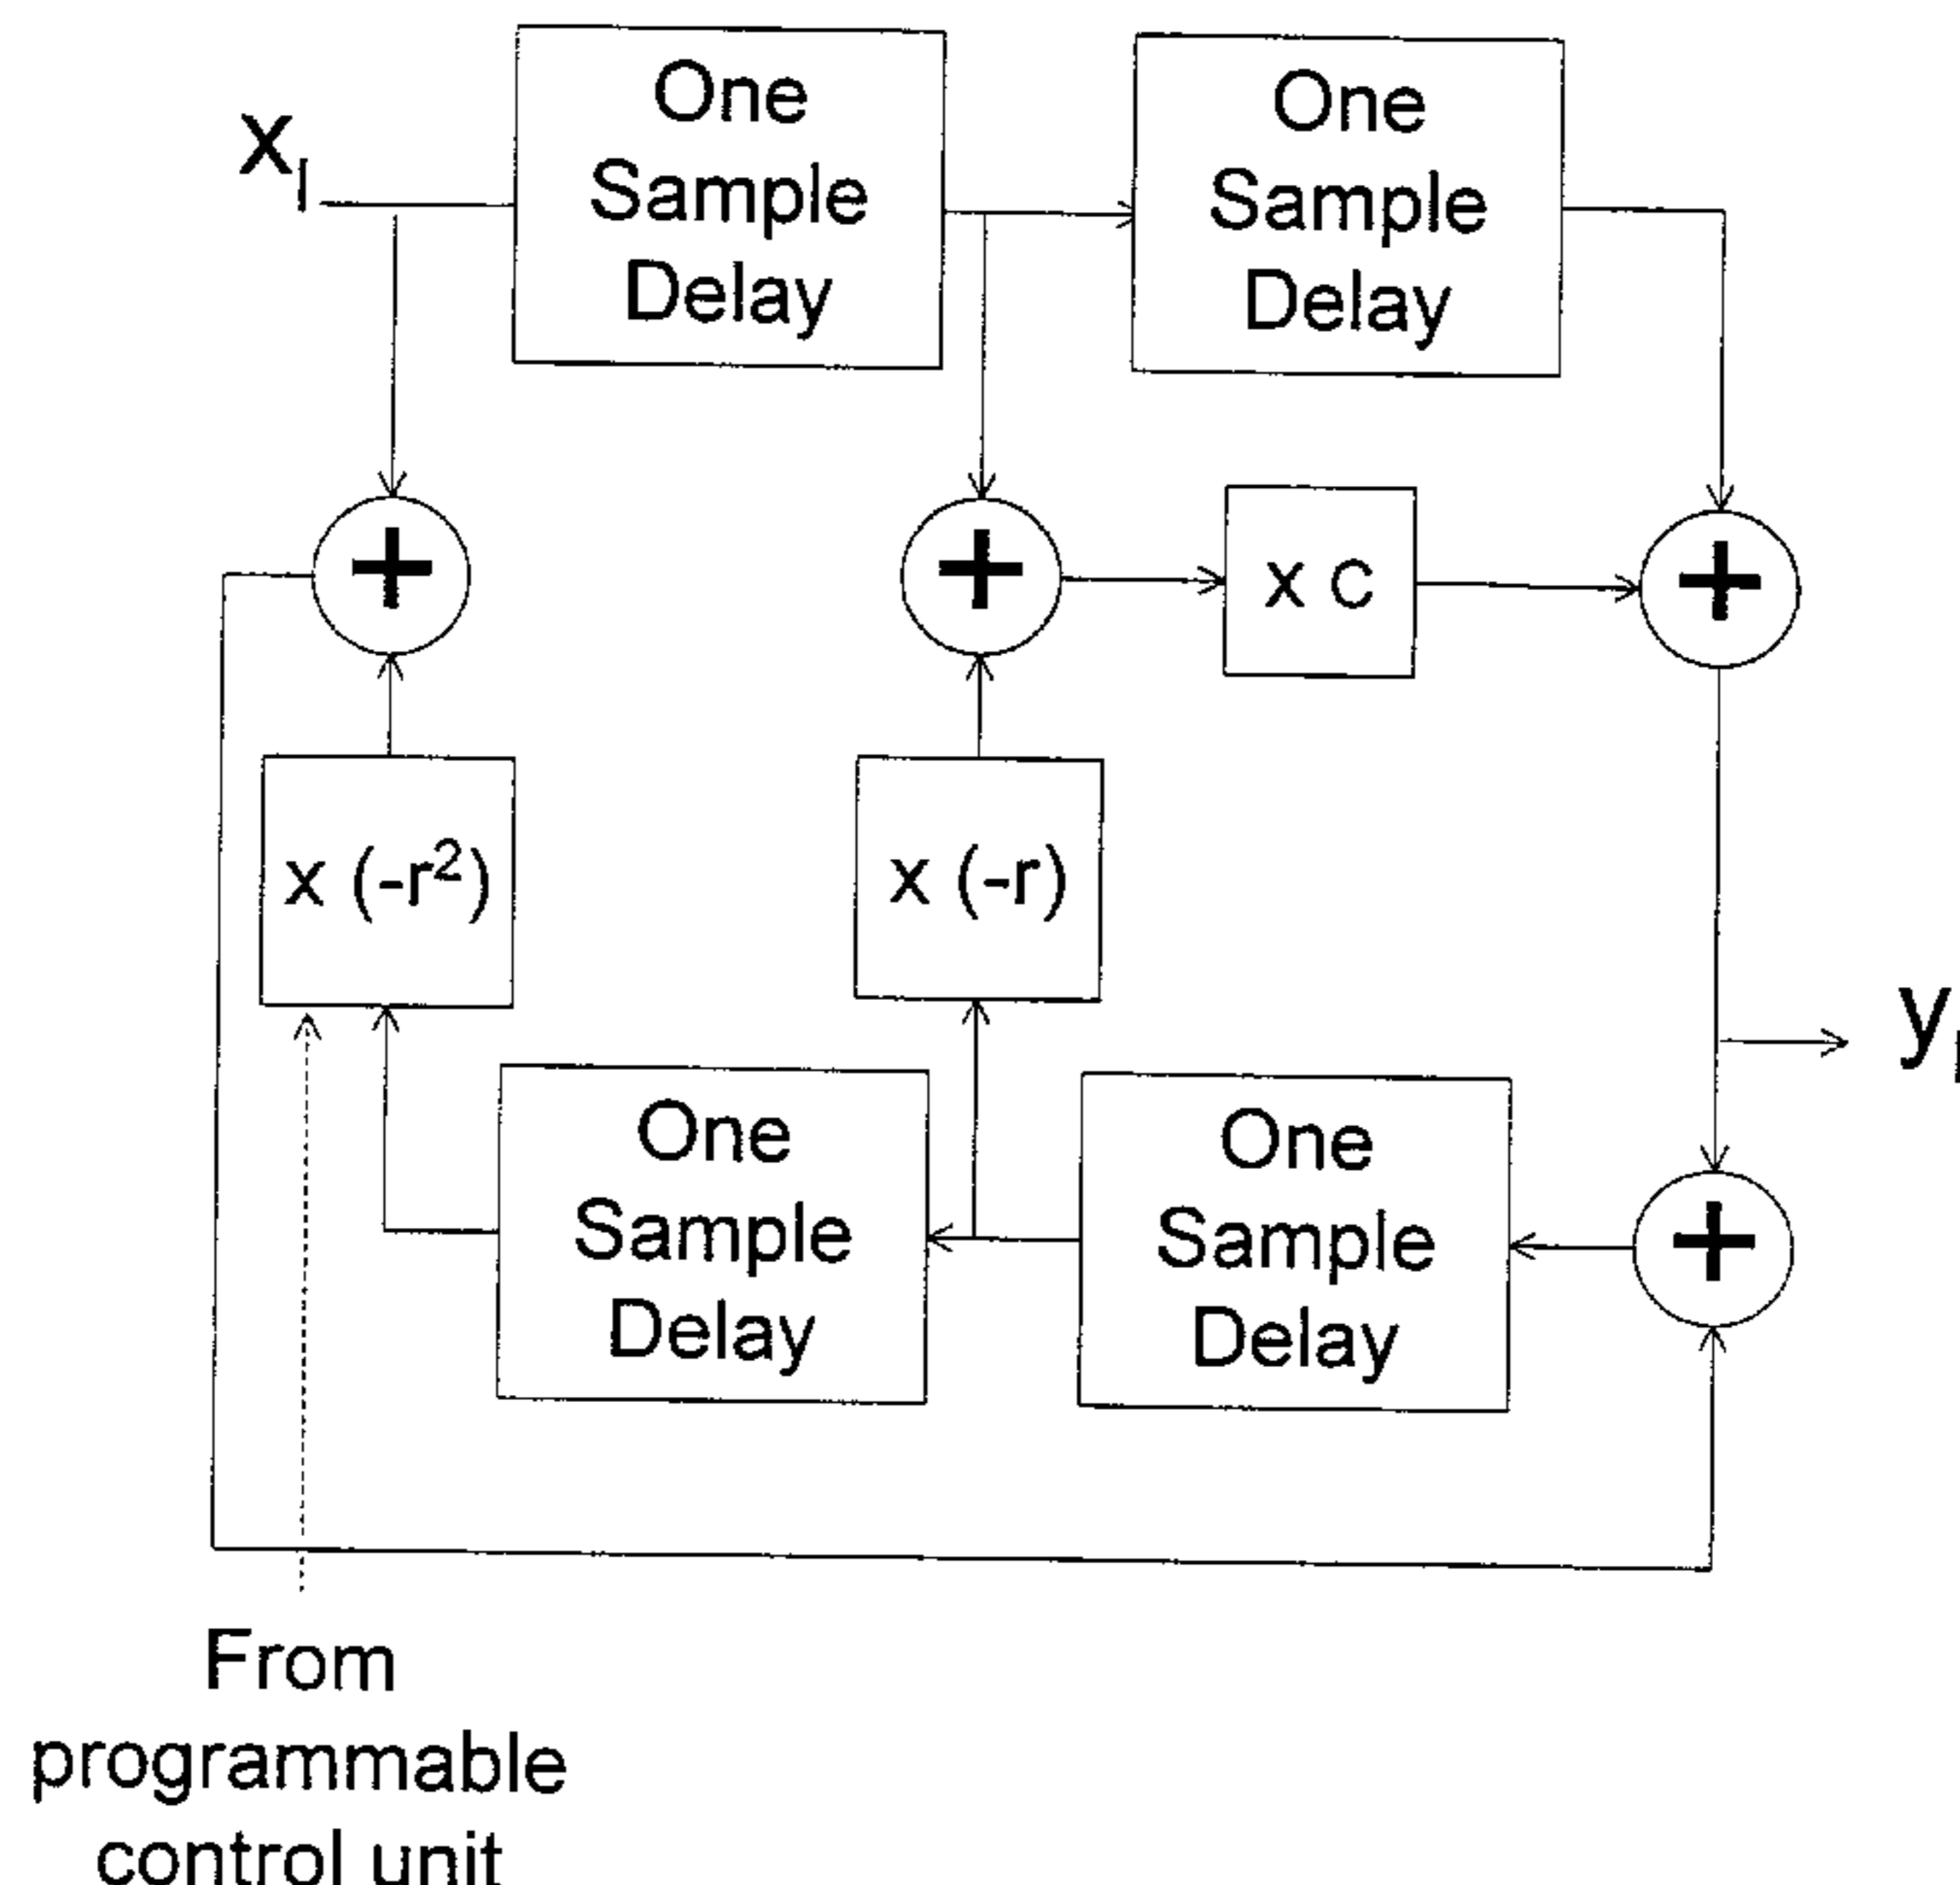 One
Sample
Delay
One
Sample
Delay
x
+
+
x c
+
x (-r²)
x (-r)
y
One
Sample
Delay
One
Sample
Delay
+
From
programmable
control unit